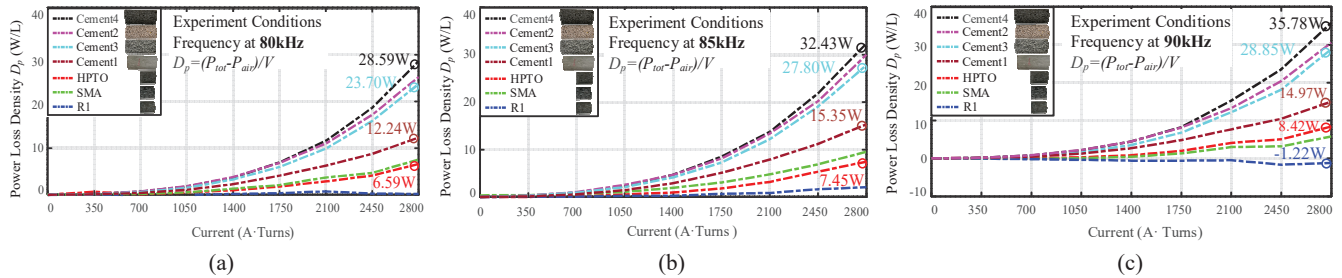 Power Loss Density Dp (W/L)
40
30
20
10
0
Cement4
Cement2
Cement3
Cement1
HPTO
SMA
R1
Experiment Conditions
Frequency at 80kHz
Dp=(Ptot-Pair)/V
28.59W
23.70W
12.24W
6.59W
0 350 700 1050 1400 1750 2100 2450 2800
Current (A·Turns)
(a)
Power Loss Density Dp (W/L)
40
30
20
10
0
Cement4
Cement2
Cement3
Cement1
HPTO
SMA
R1
Experiment Conditions
Frequency at 85kHz
Dp=(Ptot-Pair)/V
32.43W
27.80W
15.35W
7.45W
0 350 700 1050 1400 1750 2100 2450 2800
Current (A·Turns )
(b)
Power Loss Density Dp (W/L)
40
30
20
10
0
-10
Cement4
Cement2
Cement3
Cement1
HPTO
SMA
R1
Experiment Conditions
Frequency at 90kHz
Dp=(Ptot-Pair)/V
35.78W
28.85W
14.97W
8.42W
-1.22W
0 350 700 1050 1400 1750 2100 2450 2800
Current (A·Turns)
(c)